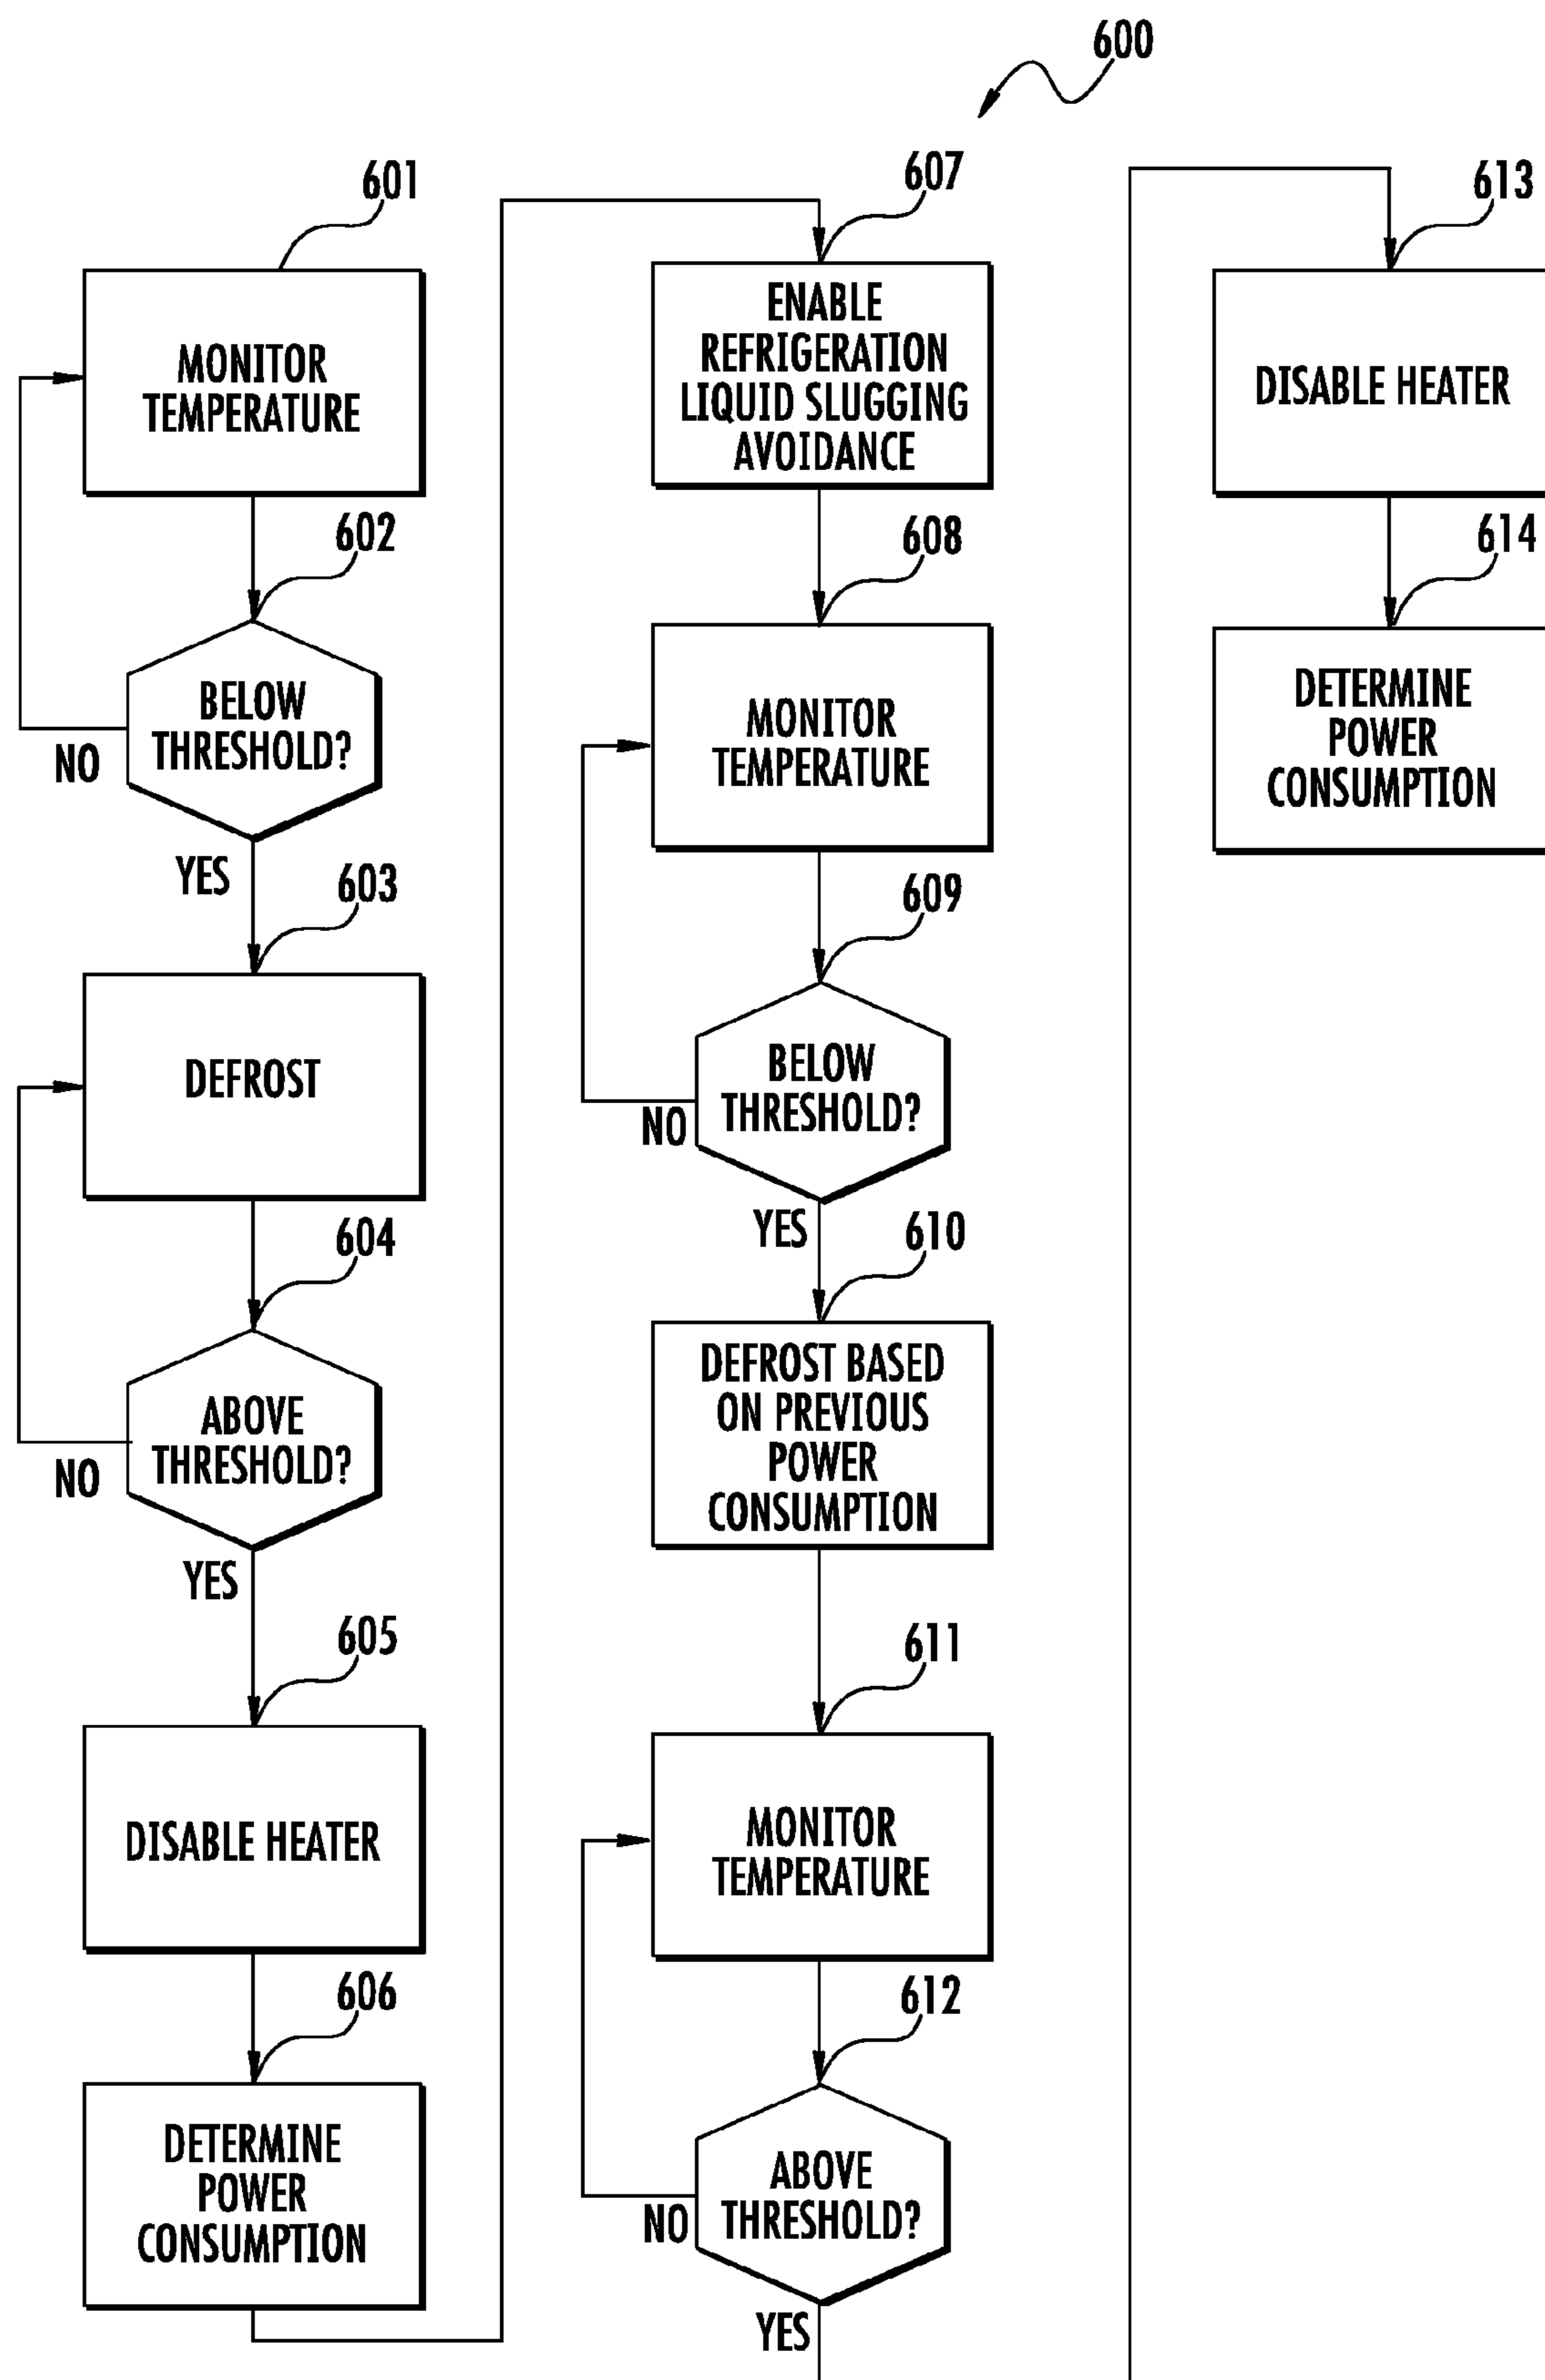 600
601
MONITOR
TEMPERATURE
602
BELOW
THRESHOLD?
NO
YES
603
DEFROST
604
ABOVE
THRESHOLD?
NO
YES
605
DISABLE HEATER
606
DETERMINE
POWER
CONSUMPTION
607
ENABLE
REFRIGERATION
LIQUID SLUGGING
AVOIDANCE
608
MONITOR
TEMPERATURE
609
BELOW
THRESHOLD?
NO
YES
610
DEFROST BASED
ON PREVIOUS
POWER
CONSUMPTION
611
MONITOR
TEMPERATURE
612
ABOVE
THRESHOLD?
NO
YES
613
DISABLE HEATER
614
DETERMINE
POWER
CONSUMPTION